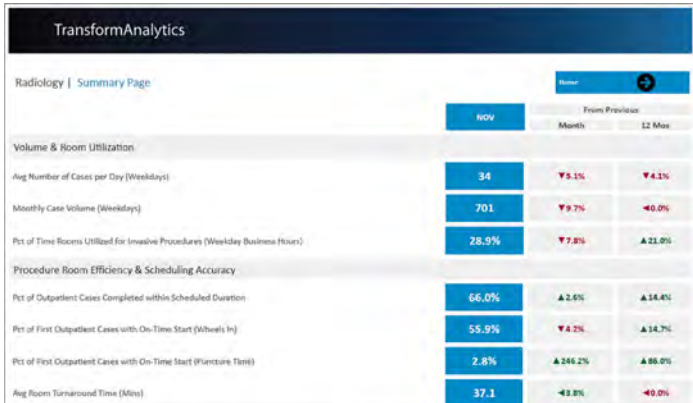 TransformAnalytics
Radiology | Summary Page
Home
From Previous
NOV
Month 12 Mos
Volume & Room Utilization
Avg Number of Cases per Day (Weekdays) 34 ▼5.1% ▼4.1%
Monthly Case Volume (Weekdays) 701 ▼9.7% ◄0.0%
Pct of Time Rooms Utilized for Invasive Procedures (Weekday Business Hours) 28.9% ▼7.8% ▲21.0%
Procedure Room Efficiency & Scheduling Accuracy
Pct of Outpatient Cases Completed within Scheduled Duration 66.0% ▲2.6% ▲14.4%
Pct of First Outpatient Cases with On-Time Start (Wheels In) 55.9% ▼4.2% ▲14.7%
Pct of First Outpatient Cases with On-Time Start (Puncture Time) 2.8% ▲246.2% ▲86.0%
Avg Room Turnaround Time (Mins) 37.1 ◄3.8% ◄0.0%